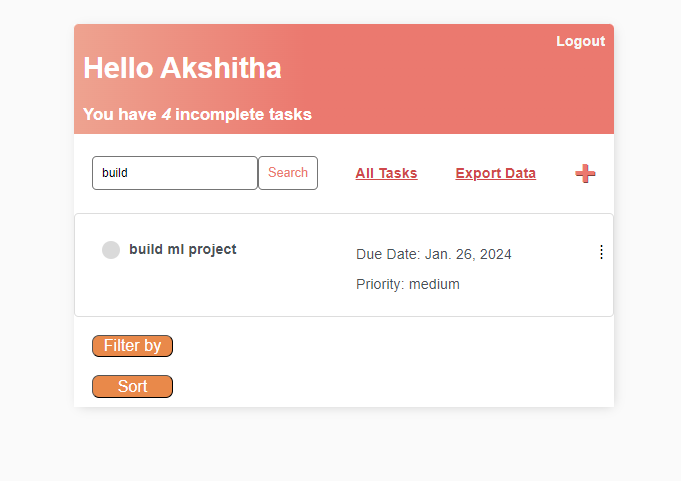 Logout
Hello Akshitha
You have 4 incomplete tasks
build Search All Tasks Export Data
build ml project
Due Date: Jan. 26, 2024
Priority: medium
Filter by
Sort